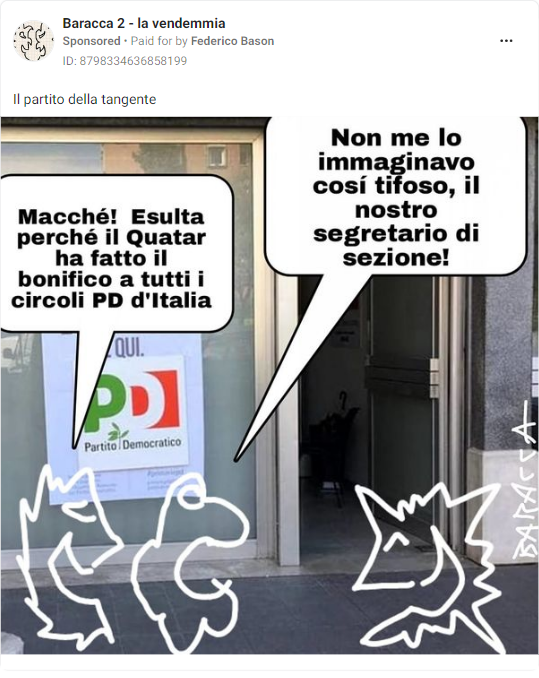 Baracca 2 - la vendemmia
Sponsored • Paid for by Federico Bason
ID: 8798334636858199
Il partito della tangente
Non me lo
immaginavo
cosí tifoso, il
nostro
segretario di
sezione!
Macché! Esulta
perché il Quatar
ha fatto il
bonifico a tutti i
circoli PD d'Italia
QUI.
PD
Partito Democratico
BARACCA